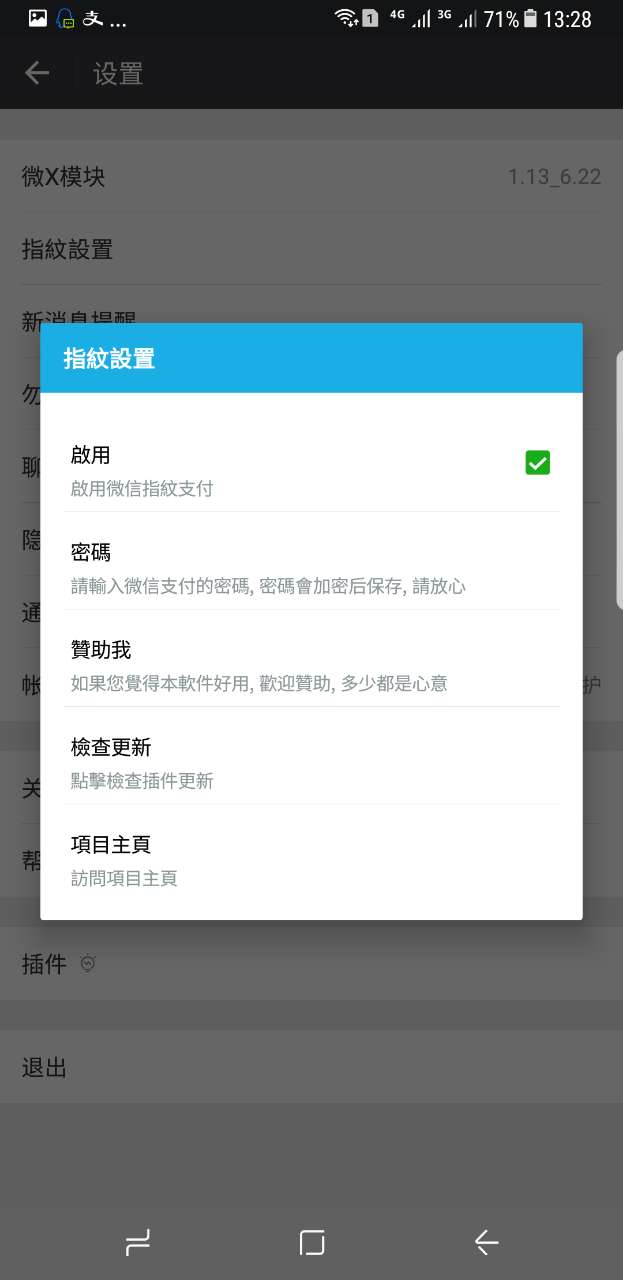 支 ...
1 4G 3G 71% 13:28
设置
微X模块 1.13_6.22
指紋設置
新消息提醒
指紋設置
勿
啟用
聊
啟用微信指紋支付
隐
密碼
請輸入微信支付的密碼, 密碼會加密后保存, 請放心
通
贊助我
帐 护
如果您覺得本軟件好用, 歡迎贊助, 多少都是心意
檢查更新
关
點擊檢查插件更新
項目主頁
帮
訪問項目主頁
插件
退出